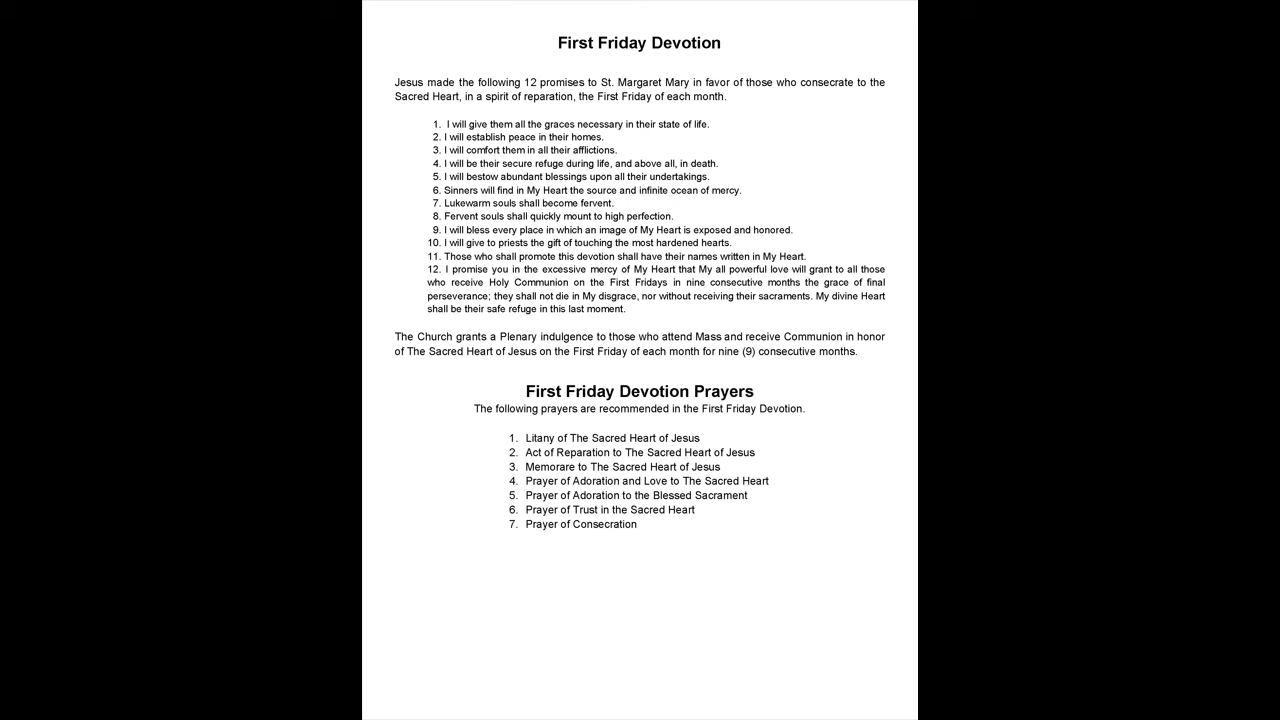 First Friday Devotion
Jesus made the following 12 promises to St. Margaret Mary in favor of those who consecrate to the
Sacred Heart, in a spirit of reparation, the First Friday of each month.
1. I will give them all the graces necessary in their state of life.
2. I will establish peace in their homes.
3. I will comfort them in all their afflictions.
4. I will be their secure refuge during life, and above all, in death.
5. I will bestow abundant blessings upon all their undertakings.
6. Sinners will find in My Heart the source and infinite ocean of mercy.
7. Lukewarm souls shall become fervent.
8. Fervent souls shall quickly mount to high perfection.
9. I will bless every place in which an image of My Heart is exposed and honored.
10. I will give to priests the gift of touching the most hardened hearts.
11. Those who shall promote this devotion shall have their names written in My Heart.
12. I promise you in the excessive mercy of My Heart that My all powerful love will grant to all those
who receive Holy Communion on the First Fridays in nine consecutive months the grace of final
perseverance; they shall not die in My disgrace, nor without receiving their sacraments. My divine Heart
shall be their safe refuge in this last moment.
The Church grants a Plenary indulgence to those who attend Mass and receive Communion in honor
of The Sacred Heart of Jesus on the First Friday of each month for nine (9) consecutive months.
First Friday Devotion Prayers
The following prayers are recommended in the First Friday Devotion.
1. Litany of The Sacred Heart of Jesus
2. Act of Reparation to The Sacred Heart of Jesus
3. Memorare to The Sacred Heart of Jesus
4. Prayer of Adoration and Love to The Sacred Heart
5. Prayer of Adoration to the Blessed Sacrament
6. Prayer of Trust in the Sacred Heart
7. Prayer of Consecration